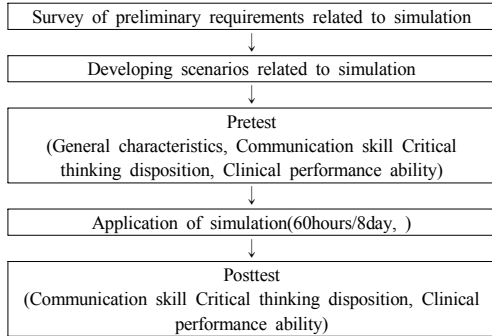 Survey of preliminary requirements related to simulation
Developing scenarios related to simulation
Pretest
(General characteristics, Communication skill Critical
thinking disposition, Clinical performance ability)
Application of simulation(60hours/8day, )
Posttest
(Communication skill Critical thinking disposition, Clinical
performance ability)